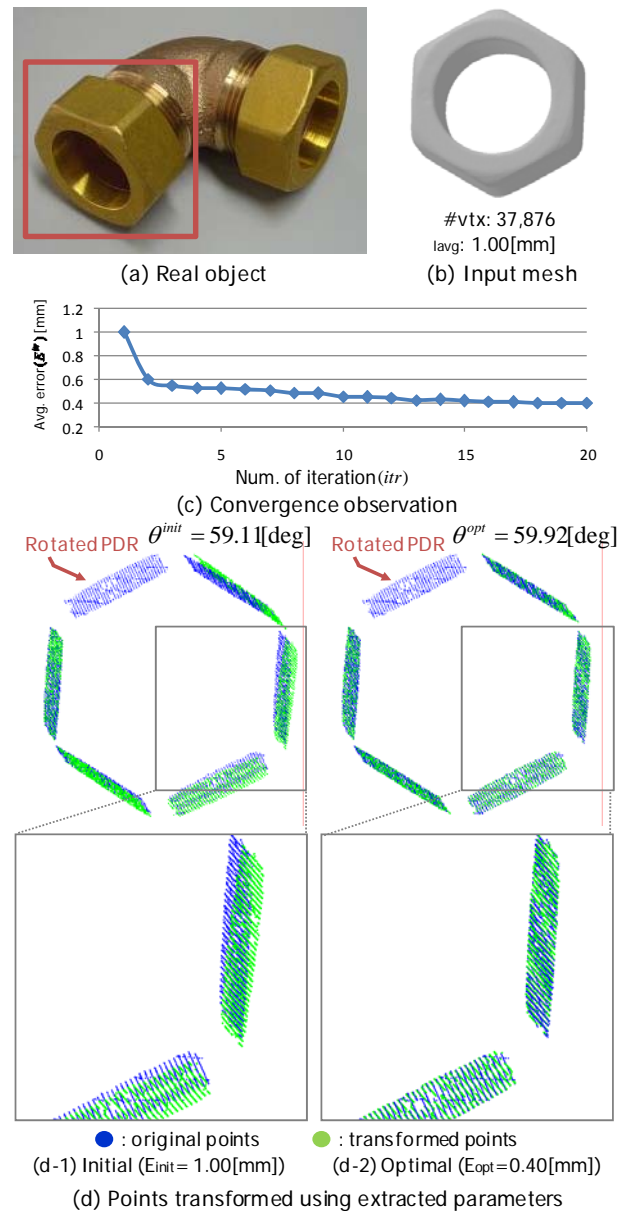 #vtx: 37,876
lavg: 1.00[mm]
(a) Real object
(b) Input mesh
Avg. error(E^itr) [mm]
1.2
1
0.8
0.6
0.4
0.2
0
5
10
15
20
Num. of iteration(itr)
(c) Convergence observation
θ^init = 59.11[deg]
θ^opt = 59.92[deg]
Rotated PDR
Rotated PDR
: original points
: transformed points
(d-1) Initial (Einit= 1.00[mm])
(d-2) Optimal (Eopt=0.40[mm])
(d) Points transformed using extracted parameters